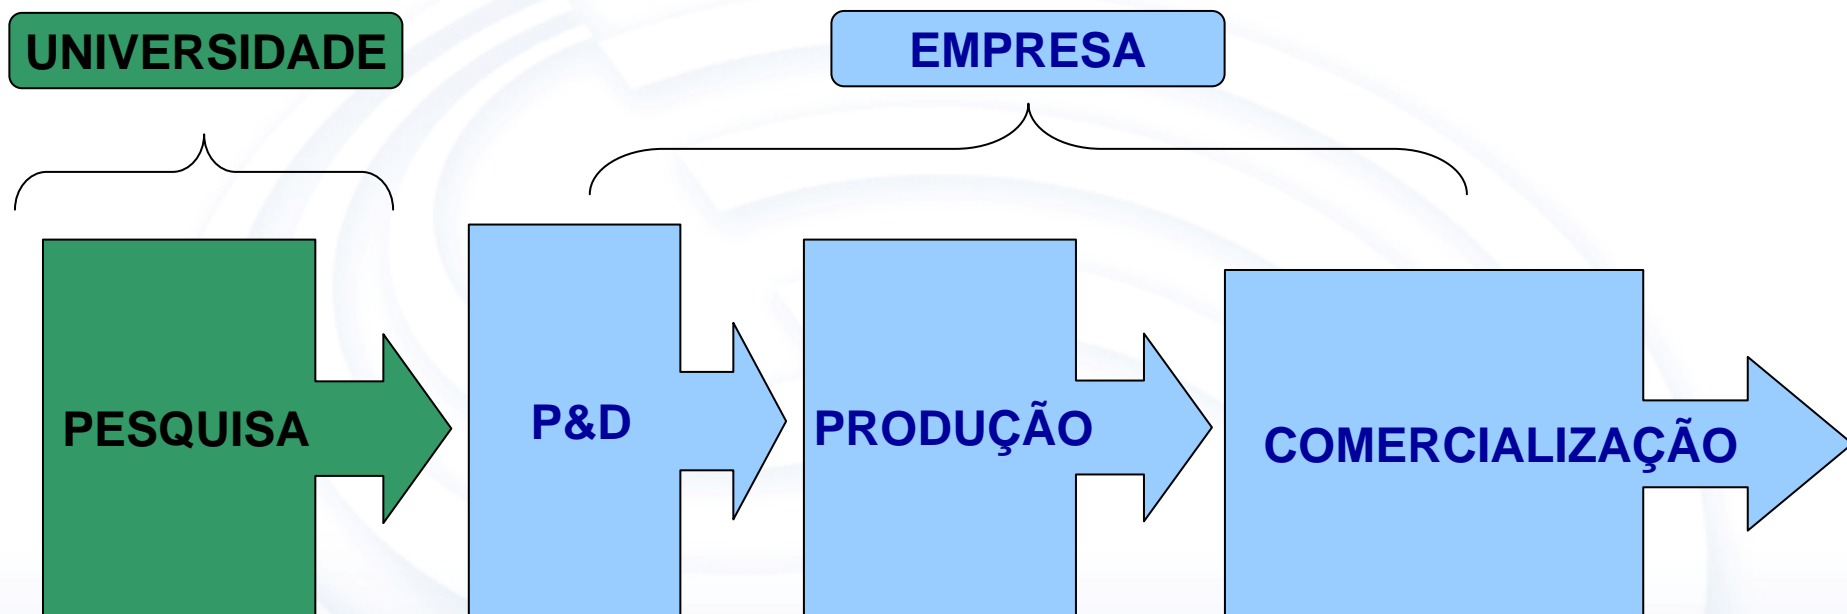 UNIVERSIDADE
EMPRESA
PESQUISA
P&D
PRODUÇÃO
COMERCIALIZAÇÃO